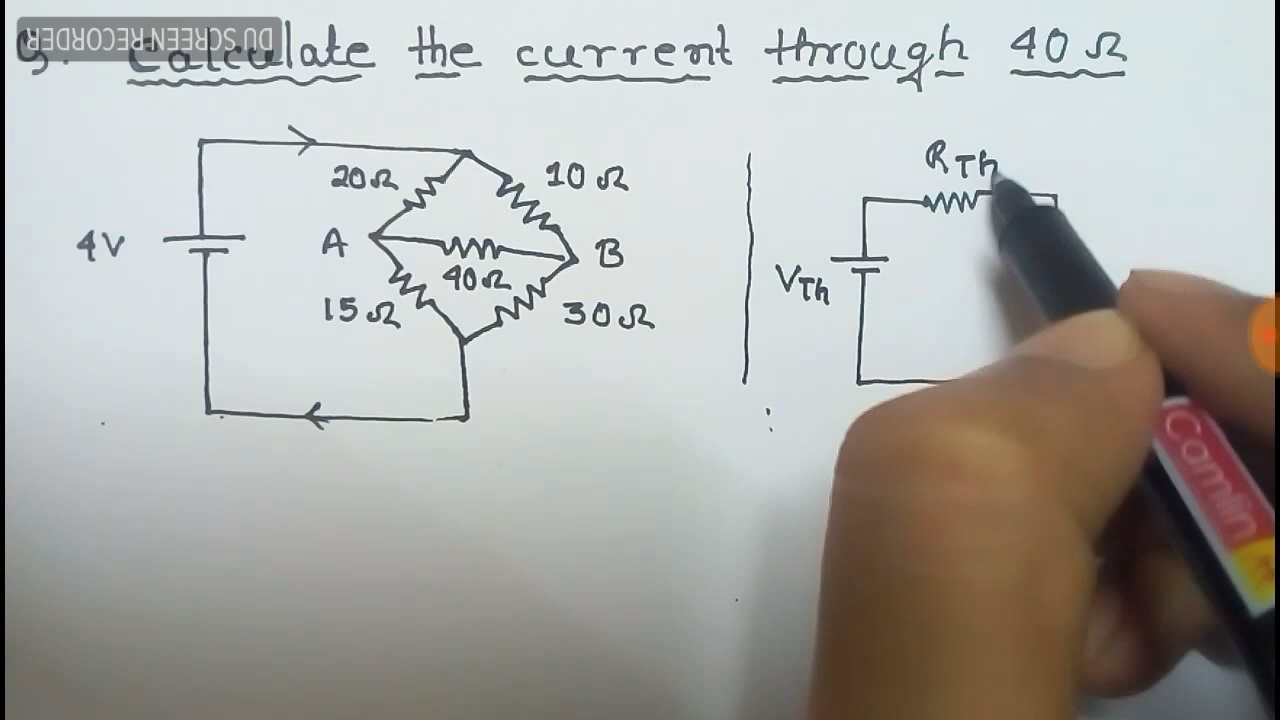 DU SCREEN RECORDER
Q. Calculate the current through 40 Ω
20 Ω
10 Ω
4V
A
B
40 Ω
15 Ω
30 Ω
RTh
VTh
Camlin